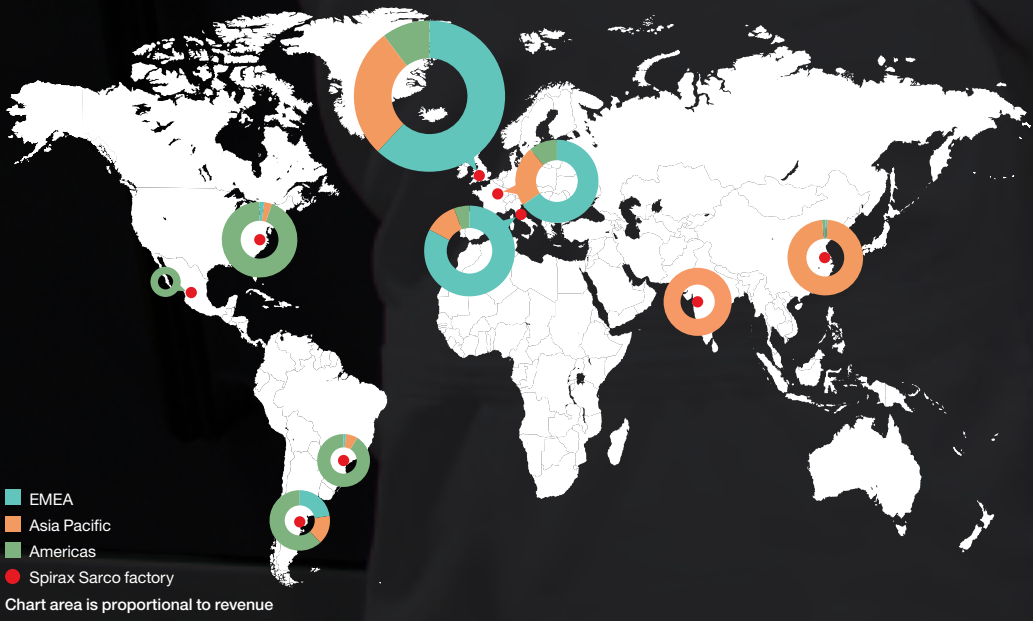 EMEA
Asia Pacific
Americas
Spirax Sarco factory
Chart area is proportional to revenue